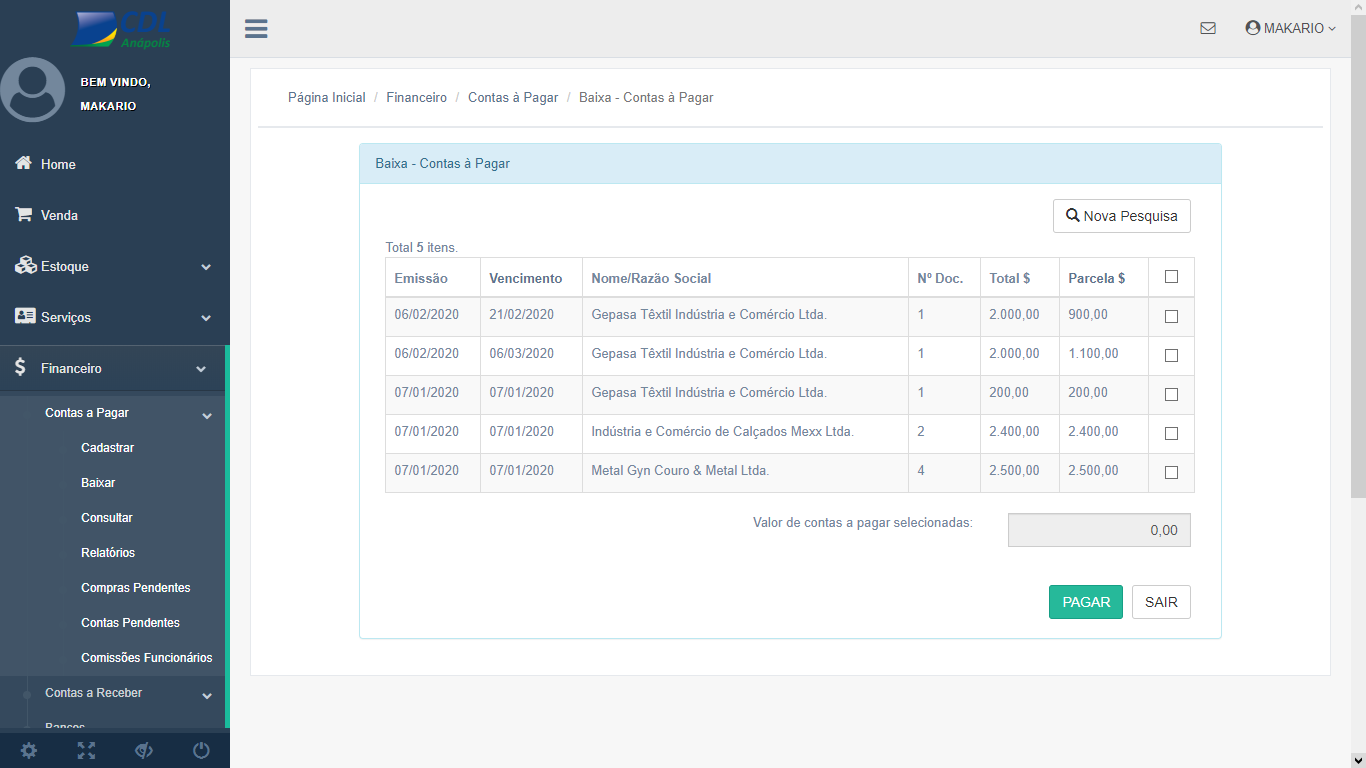 CDL
Anápolis
BEM VINDO,
MAKARIO
Home
Venda
Estoque
Serviços
Financeiro
Contas a Pagar
Cadastrar
Baixar
Consultar
Relatórios
Compras Pendentes
Contas Pendentes
Comissões Funcionários
Contas a Receber
Bancos
MAKARIO
Página Inicial / Financeiro / Contas à Pagar / Baixa - Contas à Pagar
Baixa - Contas à Pagar
Nova Pesquisa
Total 5 itens.
Emissão Vencimento Nome/Razão Social Nº Doc. Total $ Parcela $
06/02/2020 21/02/2020 Gepasa Têxtil Indústria e Comércio Ltda. 1 2.000,00 900,00
06/02/2020 06/03/2020 Gepasa Têxtil Indústria e Comércio Ltda. 1 2.000,00 1.100,00
07/01/2020 07/01/2020 Gepasa Têxtil Indústria e Comércio Ltda. 1 200,00 200,00
07/01/2020 07/01/2020 Indústria e Comércio de Calçados Mexx Ltda. 2 2.400,00 2.400,00
07/01/2020 07/01/2020 Metal Gyn Couro & Metal Ltda. 4 2.500,00 2.500,00
Valor de contas a pagar selecionadas: 0,00
PAGAR SAIR